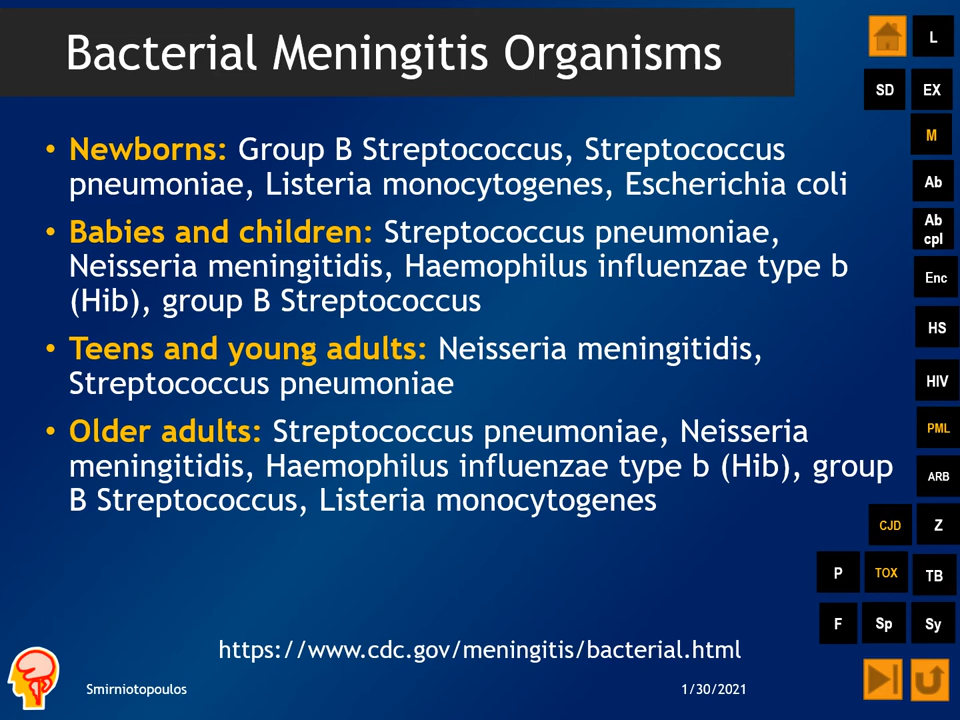 Bacterial Meningitis Organisms
• Newborns: Group B Streptococcus, Streptococcus
pneumoniae, Listeria monocytogenes, Escherichia coli
• Babies and children: Streptococcus pneumoniae,
Neisseria meningitidis, Haemophilus influenzae type b
(Hib), group B Streptococcus
• Teens and young adults: Neisseria meningitidis,
Streptococcus pneumoniae
• Older adults: Streptococcus pneumoniae, Neisseria
meningitidis, Haemophilus influenzae type b (Hib), group
B Streptococcus, Listeria monocytogenes
https://www.cdc.gov/meningitis/bacterial.html
Smirniotopoulos
1/30/2021
L
SD
EX
M
Ab
Ab
cpl
Enc
HS
HIV
PML
ARB
CJD
Z
P
TOX
TB
F
Sp
Sy